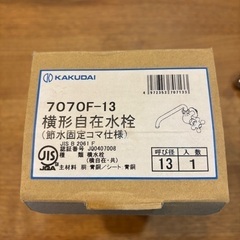 KAKUDAI
7070F-13
横形自在水栓
(節水固定コマ仕様)
JIS B 2061 F
認証番号 JQ0407008
種類 横水栓
(横自在・共)
主部材 胴 青銅/シート 青銅
JIS
JQA
呼び径 入数
13 1